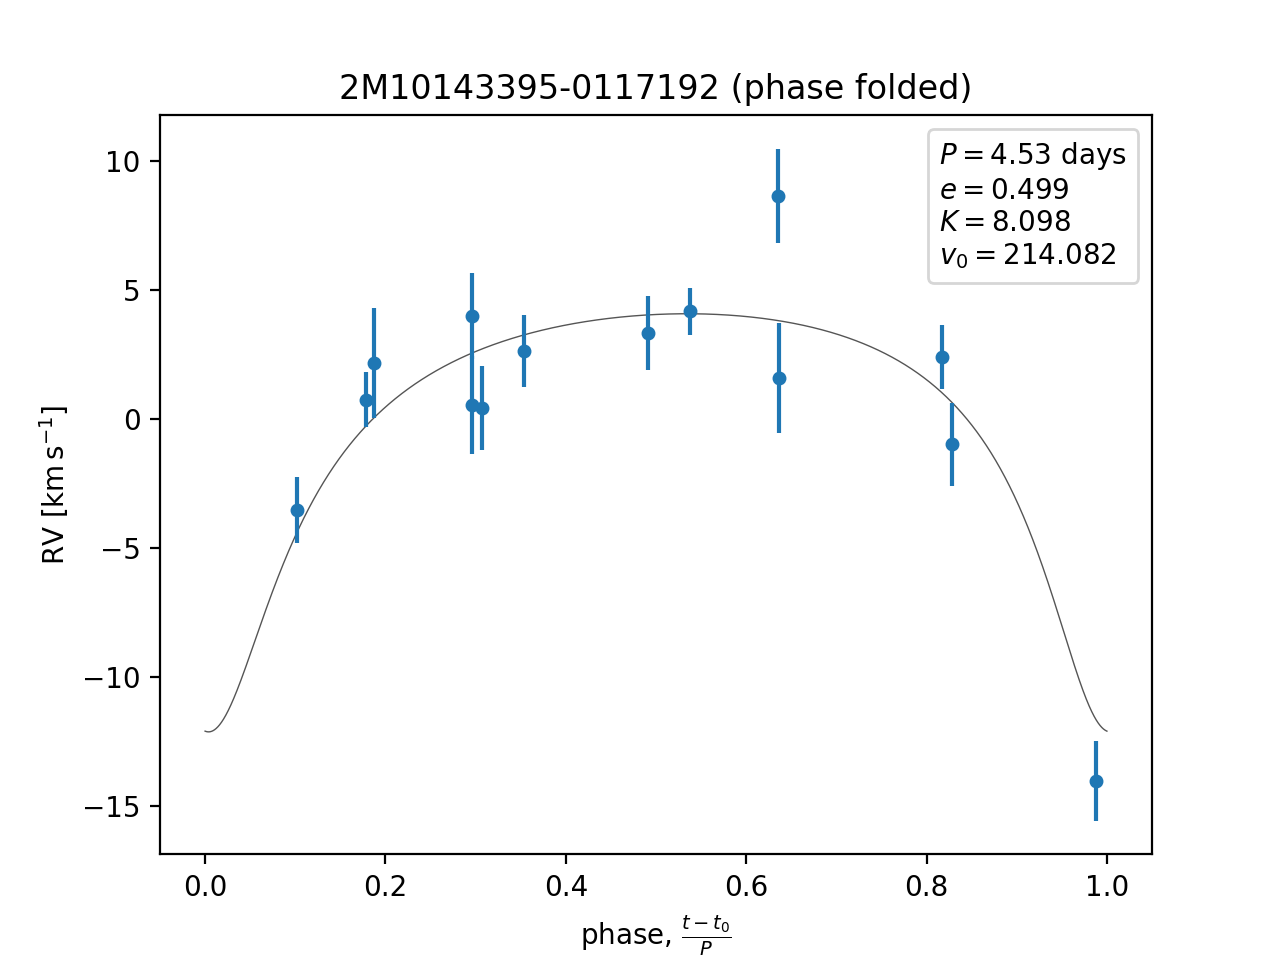 2M10143395-0117192 (phase folded)
P = 4.53 days
e = 0.499
K = 8.098
v₀ = 214.082
10
5
0
−5
−10
−15
RV [km s⁻¹]
0.0 0.2 0.4 0.6 0.8 1.0
phase, (t − t₀)/P